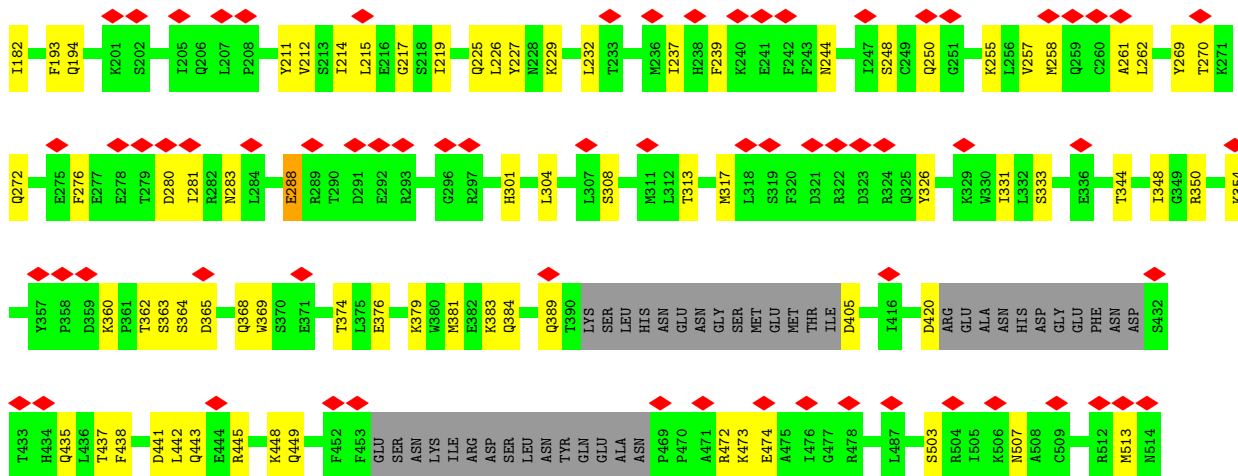 I182 F193 Q194 K201 S202 I205 Q206 L207 P208 Y211 V212 S213 I214 L215 E216 G217 S218 I219 Q225 L226 Y227 N228 K229 L232 T233 M236 I237 H238 F239 K240 E241 F242 F243 N244 I247 S248 C249 Q250 G251 K255 L256 V257 M258 Q259 C260 A261 L262 Y269 T270 K271
Q272 E275 F276 E277 E278 T279 D280 I281 R282 N283 L284 E288 R289 T290 D291 E292 R293 G296 R297 H301 L304 L307 S308 M311 L312 T313 M317 L318 S319 F320 D321 R322 D323 R324 Q325 Y326 K329 W330 I331 L332 S333 E336 T344 I348 G349 R350 K354
Y357 P358 D359 K360 P361 T362 S363 S364 D365 Q368 W369 S370 E371 T374 L375 E376 K379 W380 M381 E382 K383 Q384 Q389 T390 LYS SER LEU HIS ASN GLU ASN GLY SER MET GLU MET THR ILE D405 I416 D420 ARG GLU ALA ASN HIS ASP GLY GLU PHE ASN ASP S432
T433 H434 Q435 L436 T437 F438 D441 L442 Q443 E444 R445 K448 Q449 F452 F453 GLU SER ASN LYS ILE ARG ASP SER LEU ASN TYR GLN GLU ALA ASN P469 P470 A471 R472 K473 E474 A475 I476 G477 R478 L487 S503 R504 I505 K506 N507 A508 C509 R512 M513 N514